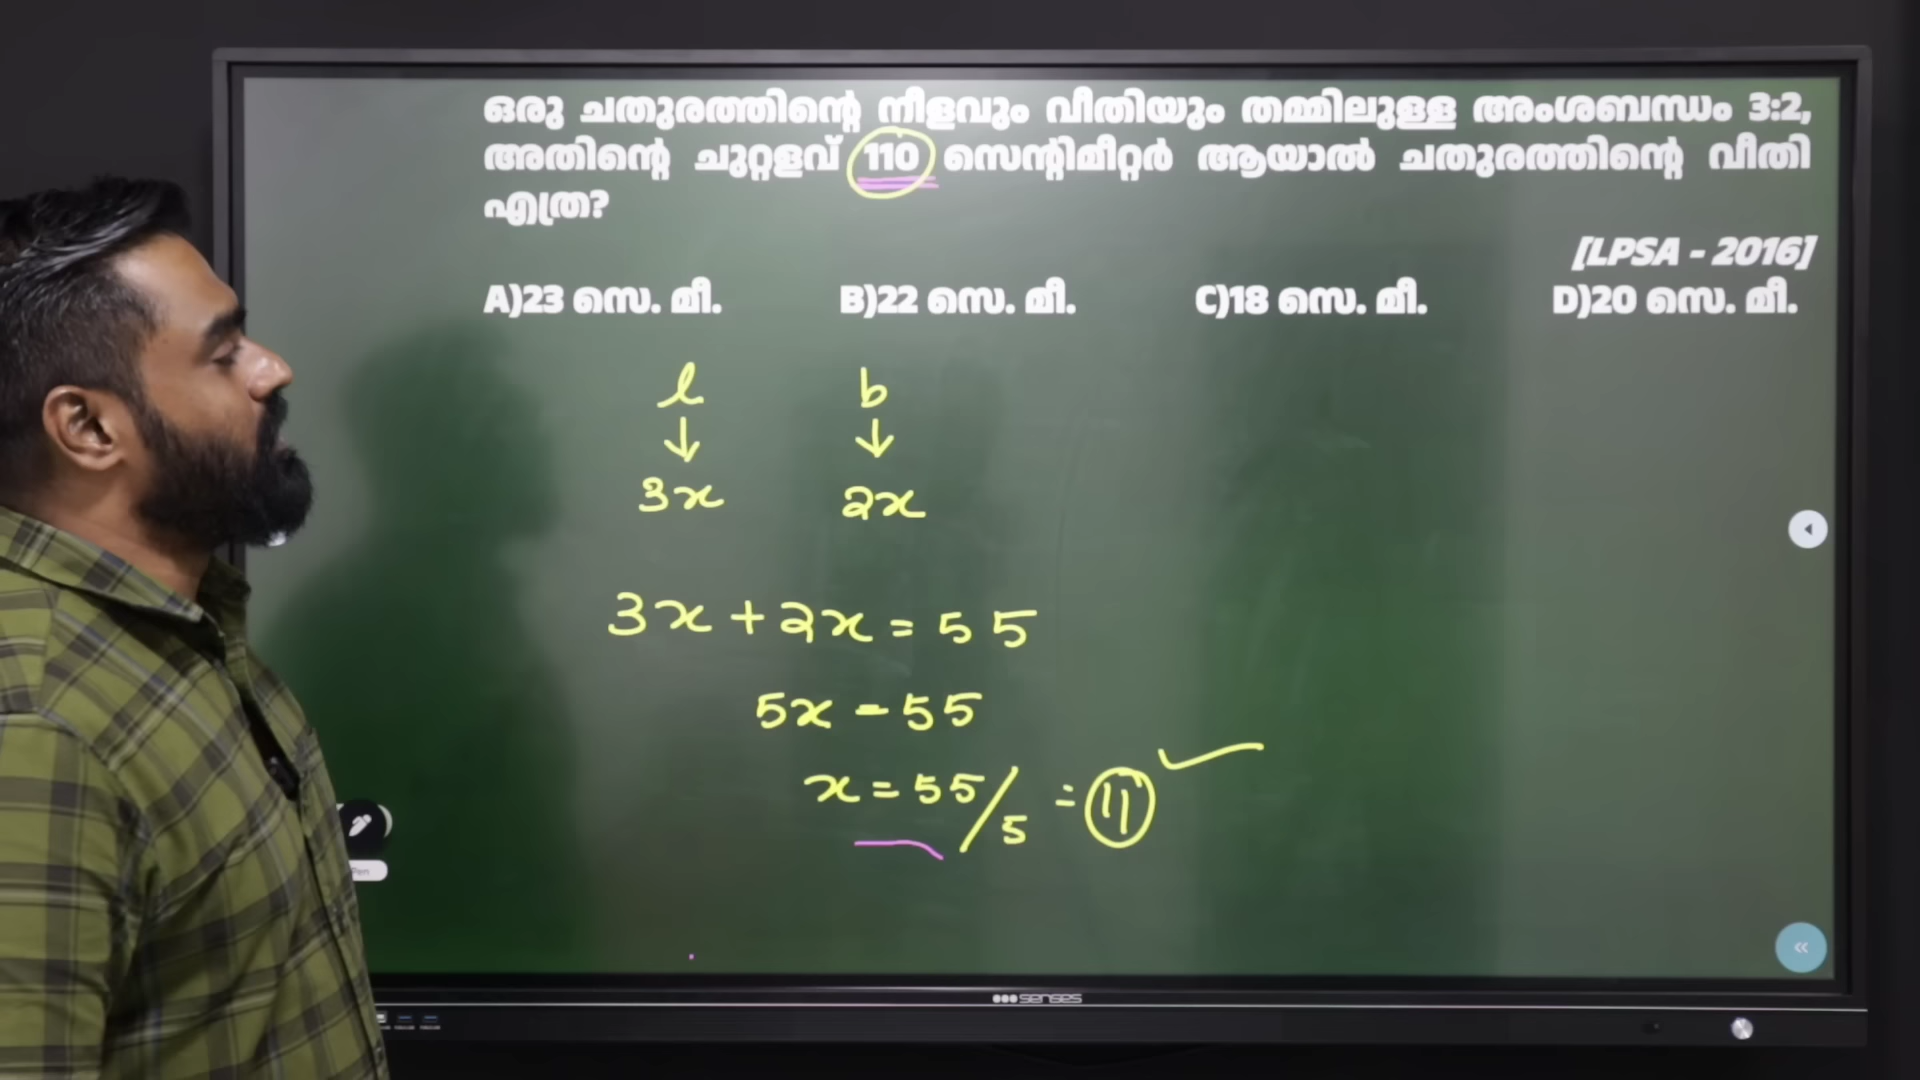 ഒരു ചതുരത്തിന്റെ നീളവും വീതിയും തമ്മിലുള്ള അംശബന്ധം 3:2,
അതിന്റെ ചുറ്റളവ് 110 സെന്റിമീറ്റർ ആയാൽ ചതുരത്തിന്റെ വീതി
എത്ര?
[LPSA - 2016]
A)23 സെ. മീ. B)22 സെ. മീ. C)18 സെ. മീ. D)20 സെ. മീ.
l b
↓ ↓
3x 2x
3x + 2x = 55
5x = 55
x = 55/5 = 11 ✓
Pen
senses